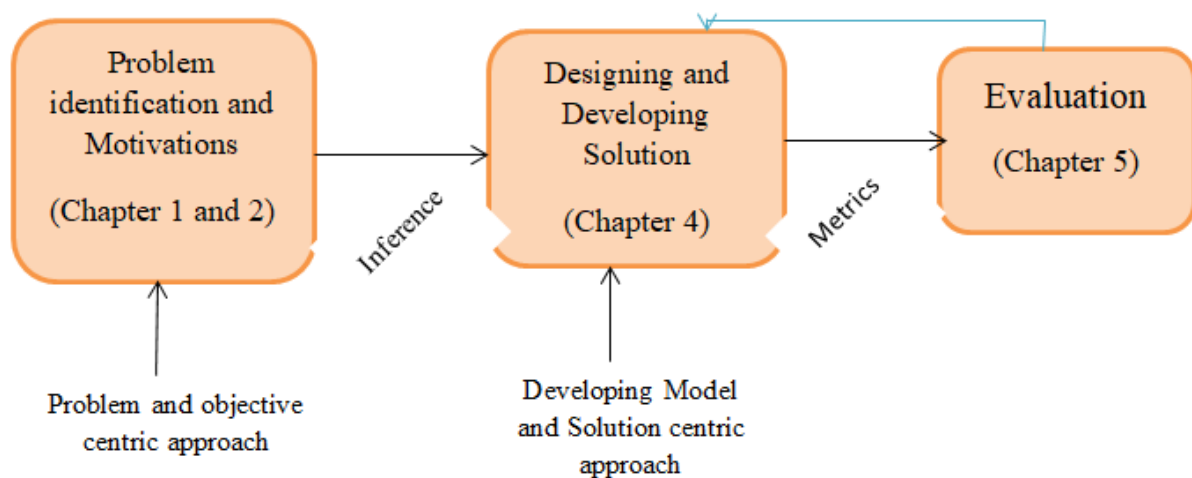 Problem
identification and
Motivations
(Chapter 1 and 2)
Inference
Designing and
Developing
Solution
(Chapter 4)
Metrics
Evaluation
(Chapter 5)
Problem and objective
centric approach
Developing Model
and Solution centric
approach